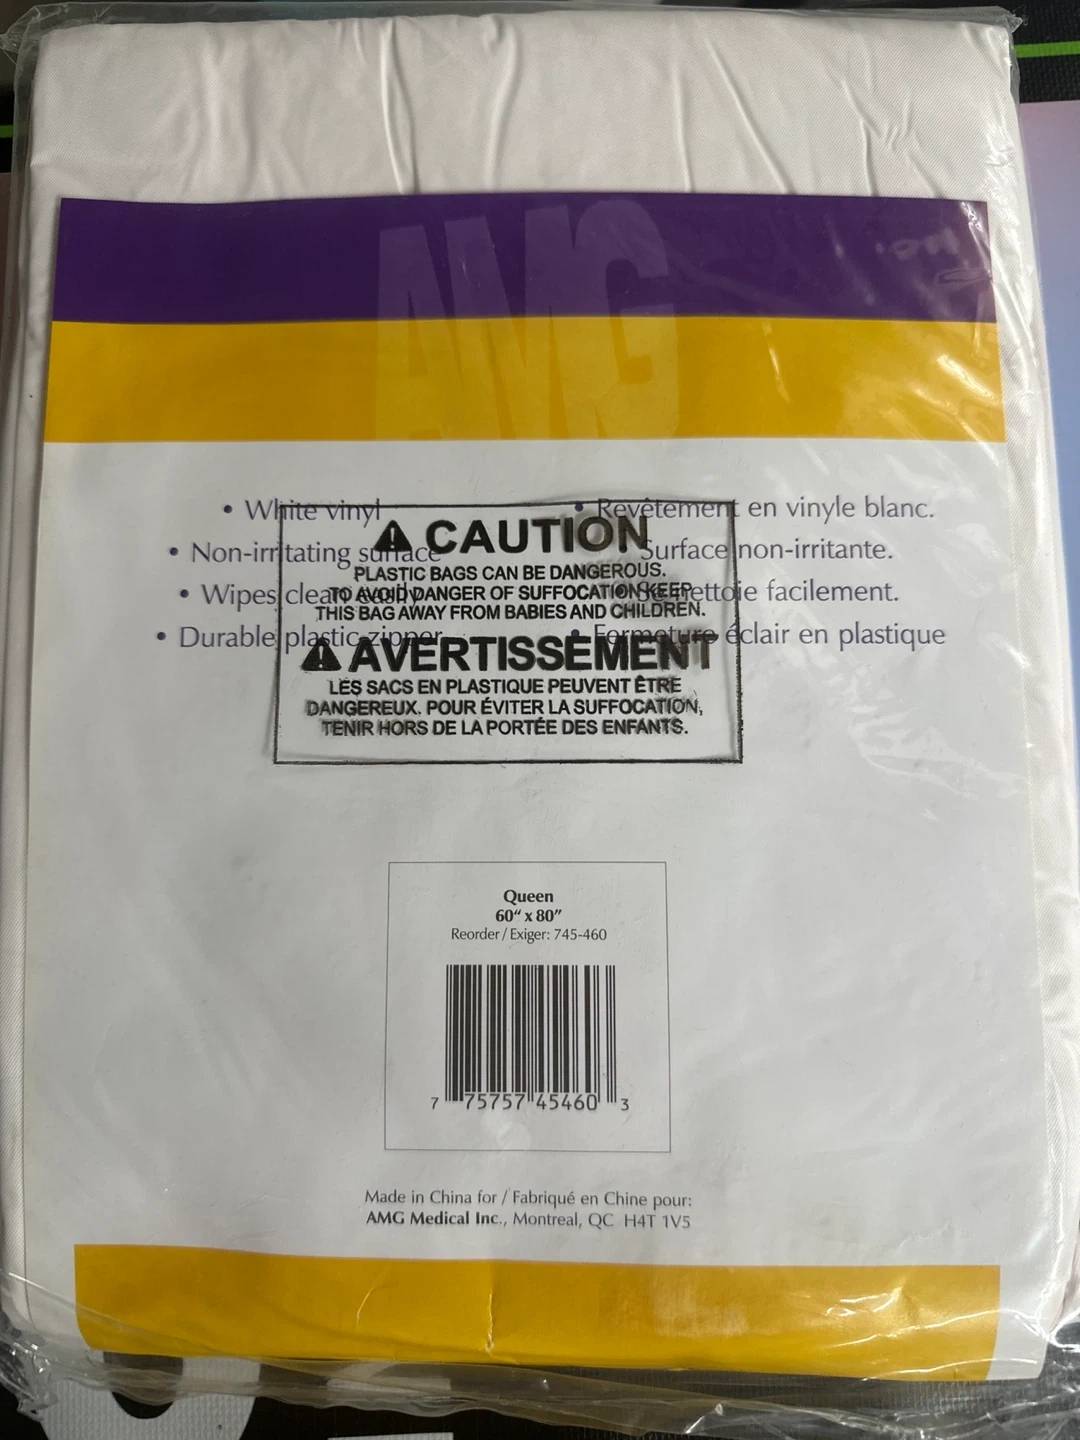 AMG
• White vinyl
• Non-irritating surface
• Wipes clean easily
• Durable plastic zipper
• Revêtement en vinyle blanc.
Surface non-irritante.
Se nettoie facilement.
• Fermeture éclair en plastique
CAUTION
PLASTIC BAGS CAN BE DANGEROUS.
TO AVOID DANGER OF SUFFOCATION KEEP
THIS BAG AWAY FROM BABIES AND CHILDREN.
AVERTISSEMENT
LES SACS EN PLASTIQUE PEUVENT ÊTRE
DANGEREUX. POUR ÉVITER LA SUFFOCATION,
TENIR HORS DE LA PORTÉE DES ENFANTS.
Queen
60“ x 80”
Reorder / Exiger: 745-460
7 75757 45460 3
Made in China for / Fabriqué en Chine pour:
AMG Medical Inc., Montreal, QC H4T 1V5